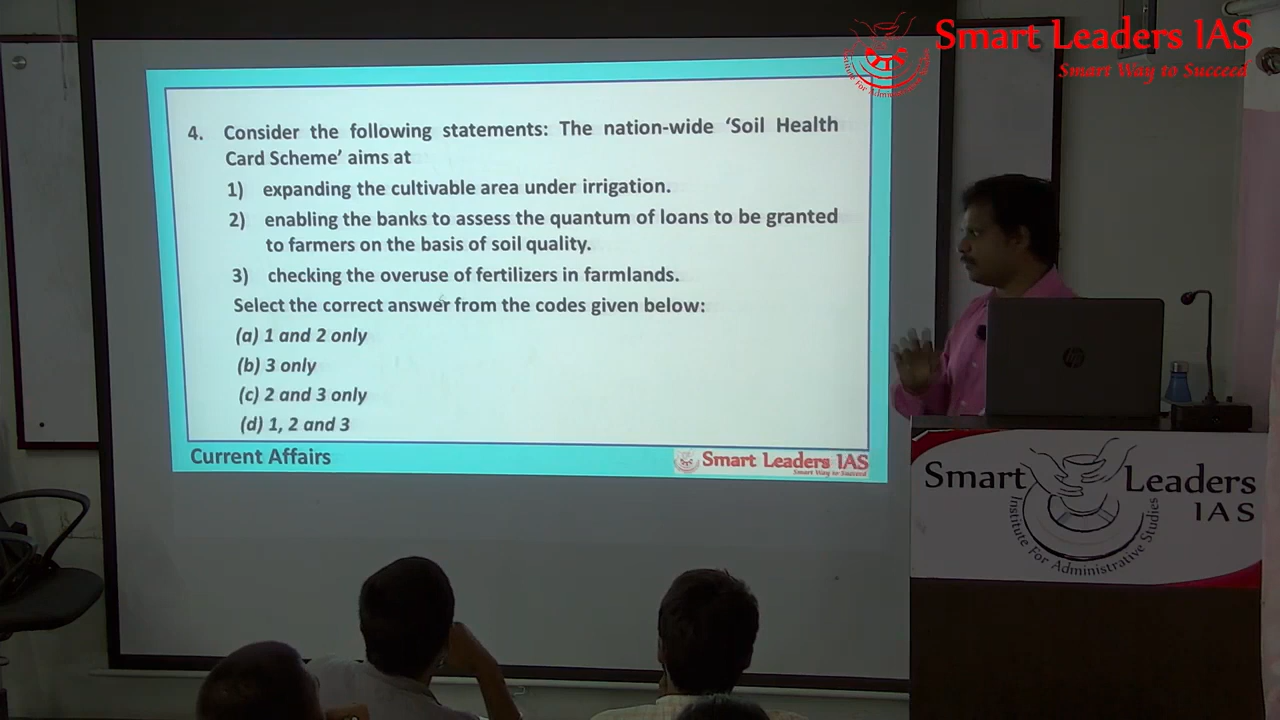 Smart Leaders IAS
Smart Way to Succeed
4. Consider the following statements: The nation-wide ‘Soil Health
Card Scheme’ aims at
1) expanding the cultivable area under irrigation.
2) enabling the banks to assess the quantum of loans to be granted
to farmers on the basis of soil quality.
3) checking the overuse of fertilizers in farmlands.
Select the correct answer from the codes given below:
(a) 1 and 2 only
(b) 3 only
(c) 2 and 3 only
(d) 1, 2 and 3
Current Affairs
Smart Leaders IAS
Smart Way to Succeed
Smart Leaders
IAS
Institute For Administrative Studies